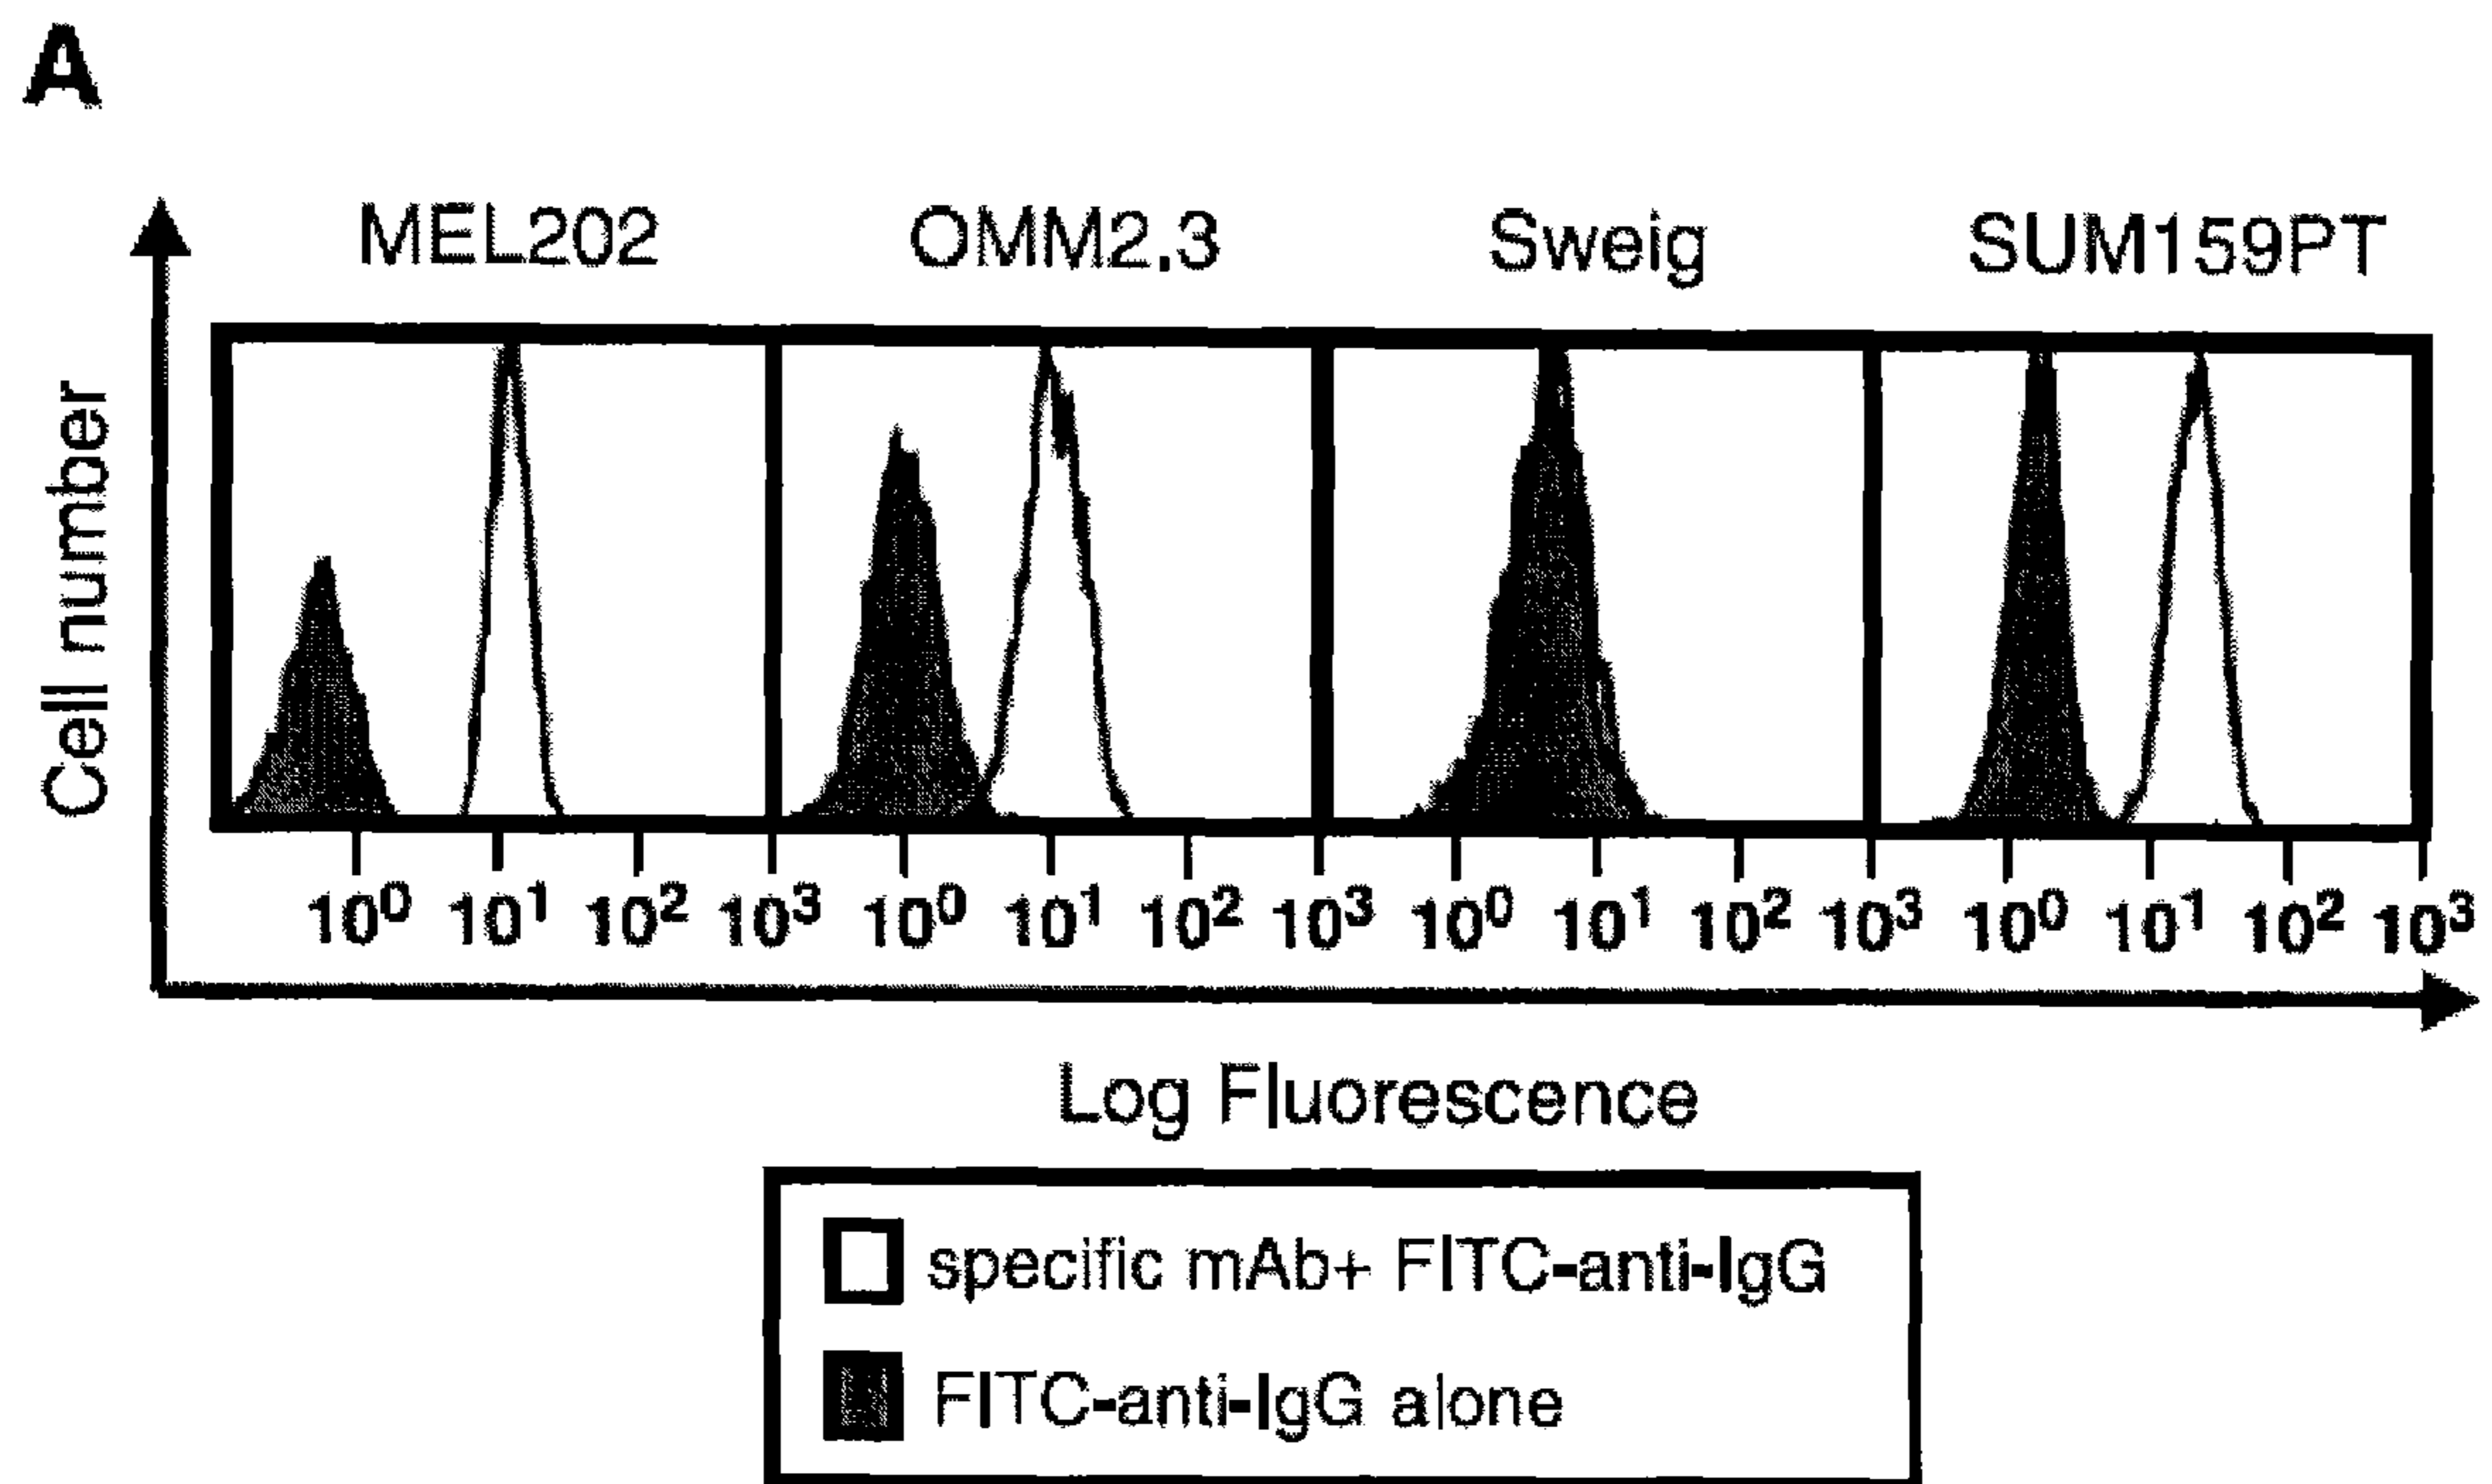 A
MEL202 OMM2.3 Sweig SUM159PT
Cell number
10⁰ 10¹ 10² 10³ 10⁰ 10¹ 10² 10³ 10⁰ 10¹ 10² 10³ 10⁰ 10¹ 10² 10³
Log Fluorescence
specific mAb+ FITC-anti-IgG
FITC-anti-IgG alone